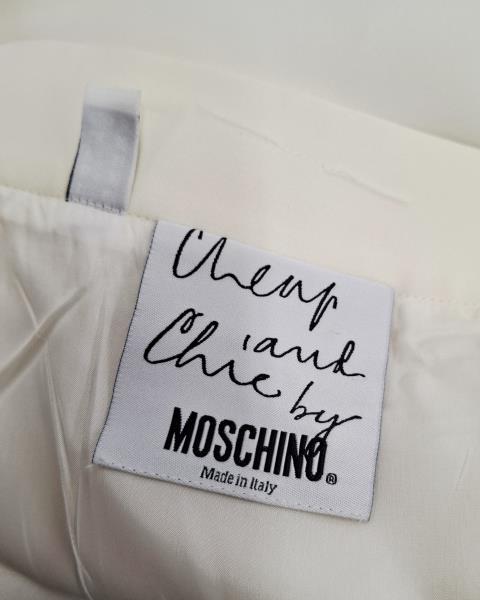 Cheap
and
Chic
by
MOSCHINO®
Made in Italy